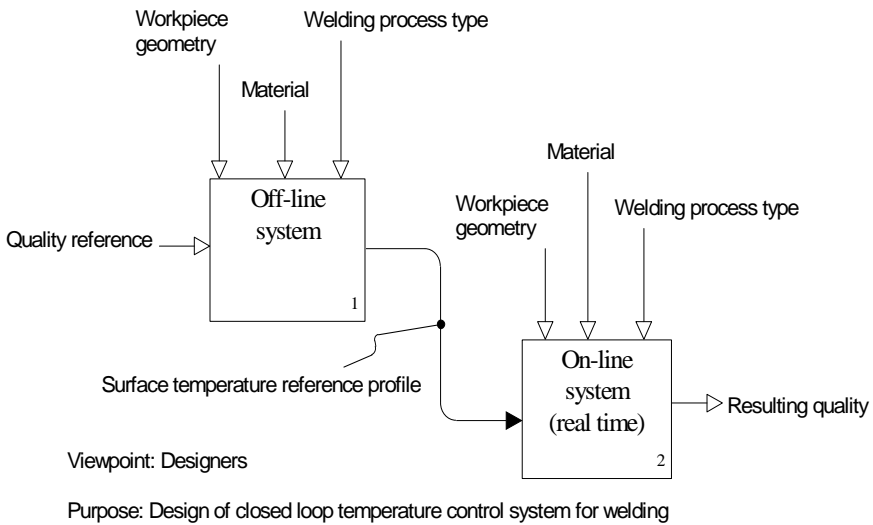 Workpiece
geometry
Welding process type
Material
Off-line
system
1
Quality reference
Surface temperature reference profile
Material
Workpiece
geometry
Welding process type
On-line
system
(real time)
2
Resulting quality
Viewpoint: Designers
Purpose: Design of closed loop temperature control system for welding